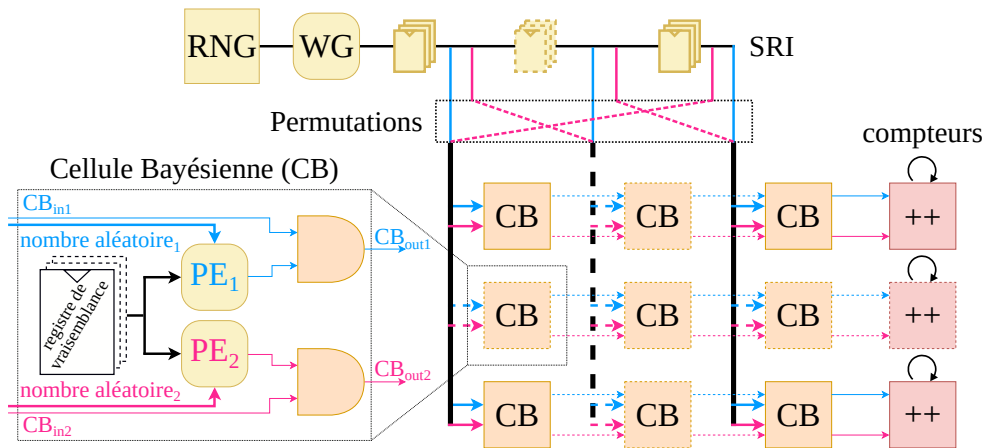 RNG WG SRI
Permutations
compteurs
Cellule Bayésienne (CB)
CB CB CB ++
CBin1
nombre aléatoire1
CBout1
PE1
registre de
vraisemblance
CB CB CB ++
PE2
CBout2
nombre aléatoire2
CBin2
CB CB CB ++